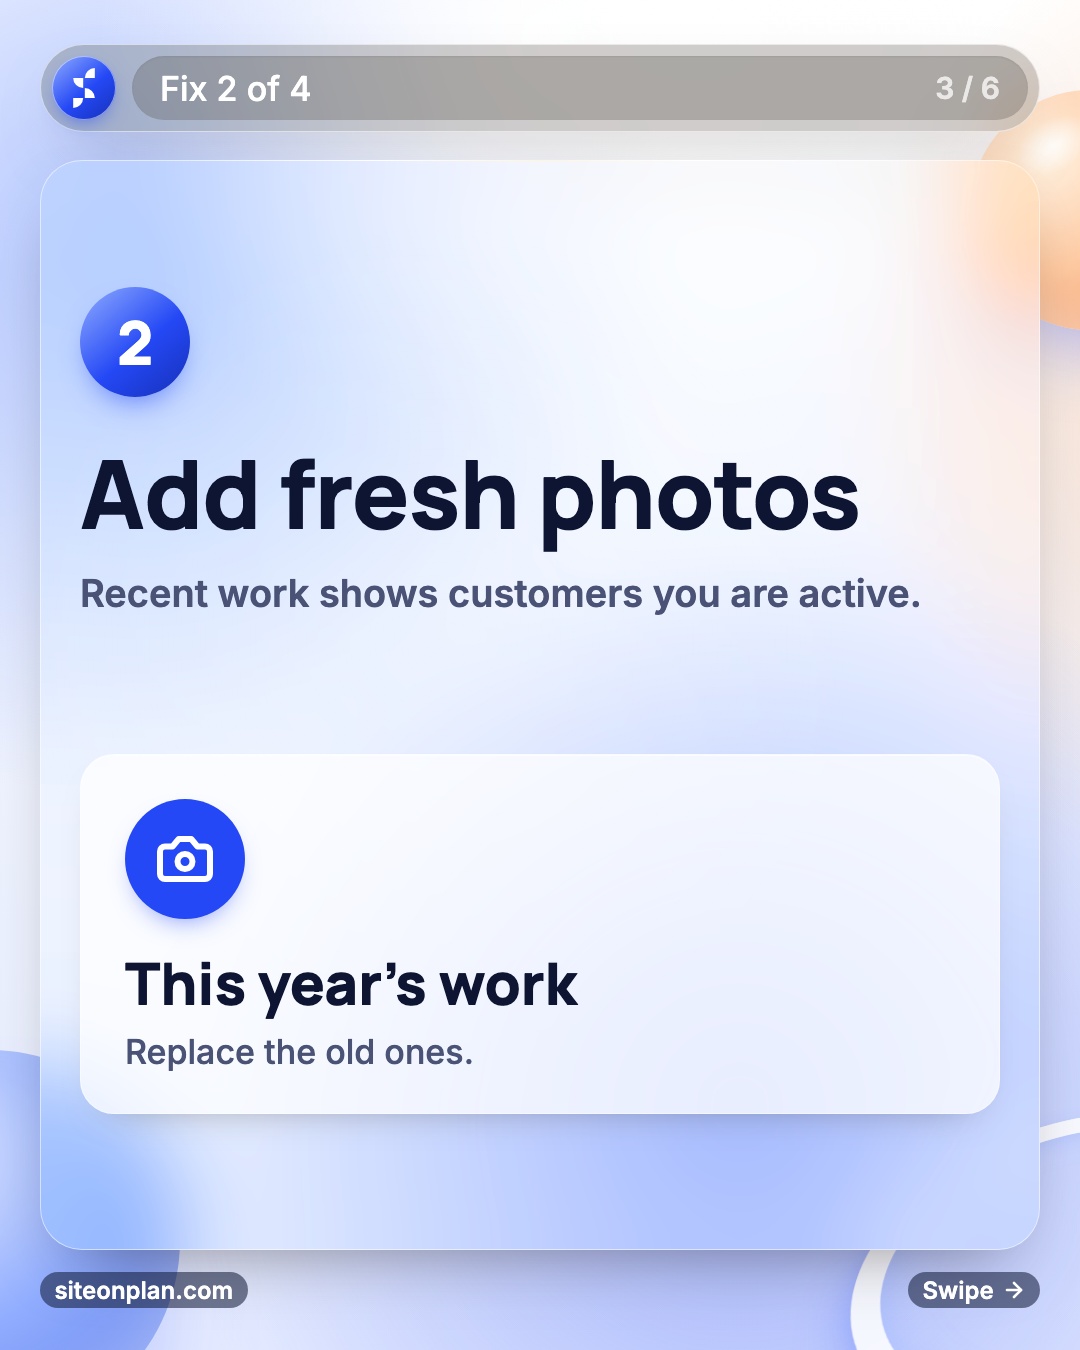 Fix 2 of 4
3 / 6
2
Add fresh photos
Recent work shows customers you are active.
This year’s work
Replace the old ones.
siteonplan.com
Swipe →